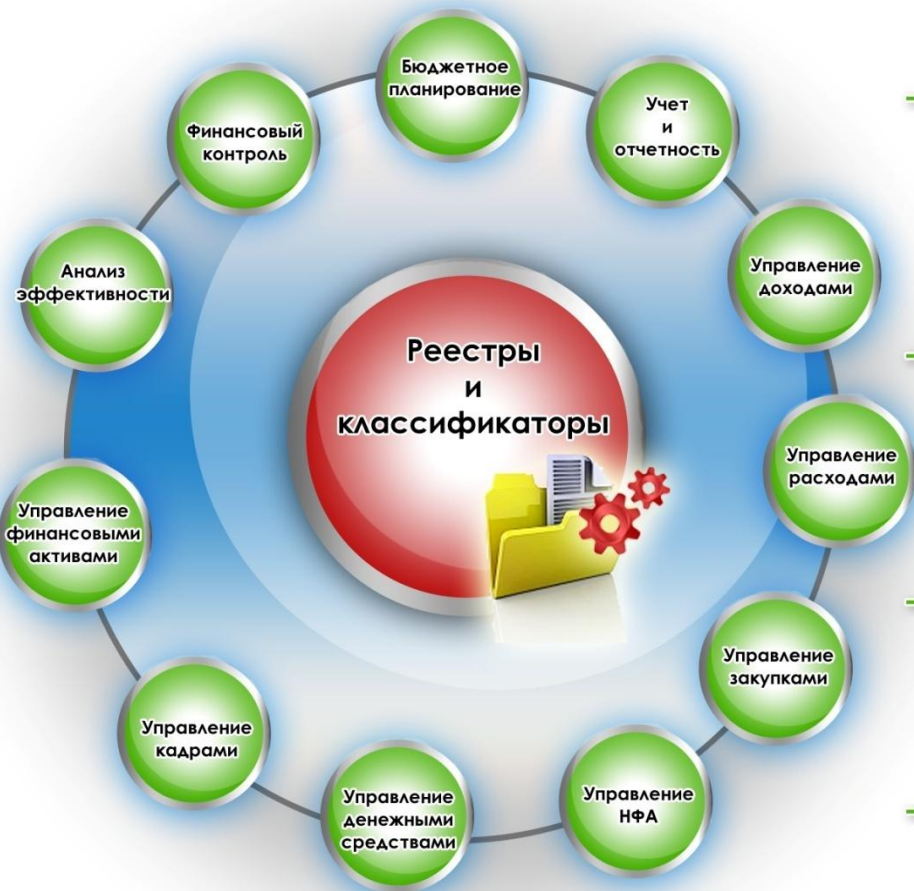 Бюджетное
планирование
Учет
и
отчетность
Управление
доходами
Управление
расходами
Управление
закупками
Управление
НФА
Управление
денежными
средствами
Управление
кадрами
Управление
финансовыми
активами
Анализ
эффективности
Финансовый
контроль
Реестры
и
классификаторы